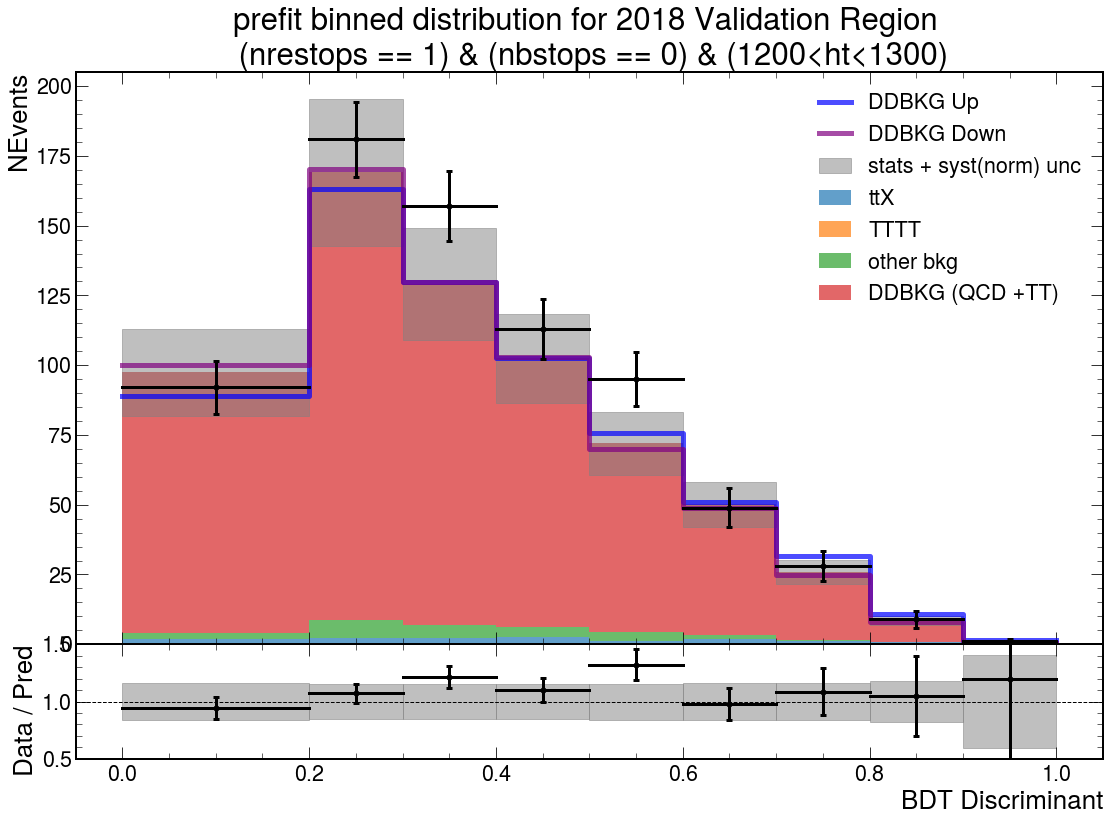 prefit binned distribution for 2018 Validation Region
(nrestops == 1) & (nbstops == 0) & (1200<ht<1300)
NEvents
200
175
150
125
100
75
50
25
0
DDBKG Up
DDBKG Down
stats + syst(norm) unc
ttX
TTTT
other bkg
DDBKG (QCD +TT)
Data / Pred
1.5
1.0
0.5
0.0
0.2
0.4
0.6
0.8
1.0
BDT Discriminant